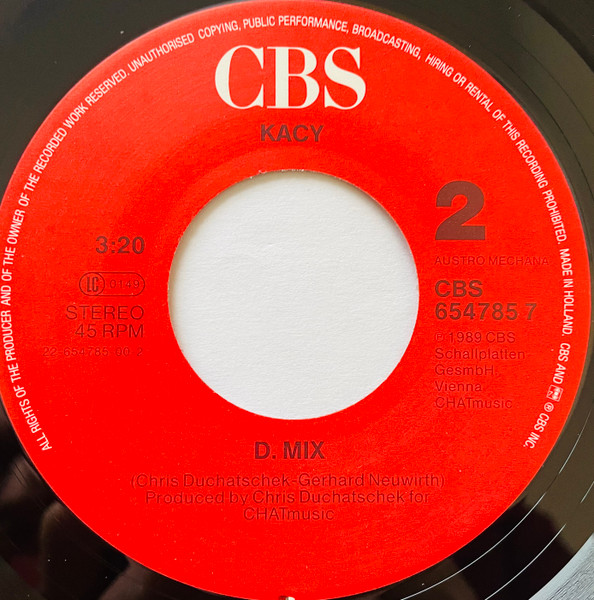 ALL RIGHTS OF THE PRODUCER AND OF THE OWNER OF THE RECORDED WORK RESERVED. UNAUTHORISED COPYING, PUBLIC PERFORMANCE, BROADCASTING, HIRING OR RENTAL OF THIS RECORDING PROHIBITED. MADE IN HOLLAND. CBS AND ® CBS INC.
CBS
KACY
2
AUSTRO MECHANA
3:20
LC 0149
STEREO
45 RPM
22-654785-00-2
CBS
654785 7
℗ 1989 CBS
Schallplatten
GesmbH,
Vienna.
CHATmusic
D. MIX
(Chris Duchatschek-Gerhard Neuwirth)
Produced by Chris Duchatschek for
CHATmusic